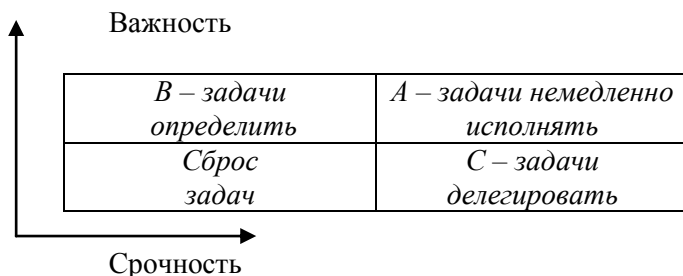 Важность
В – задачи
определить
А – задачи немедленно
исполнять
Сброс
задач
С – задачи
делегировать
Срочность